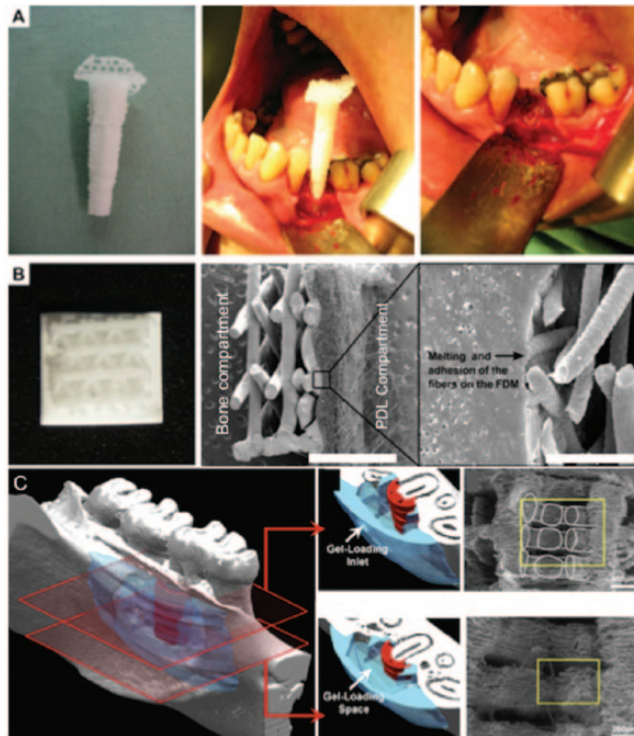 A
B
Bone compartment
PDL Compartment
Melting and
adhesion of the
fibers on the FDM
C
Gel-Loading
Inlet
Gel-Loading
Space